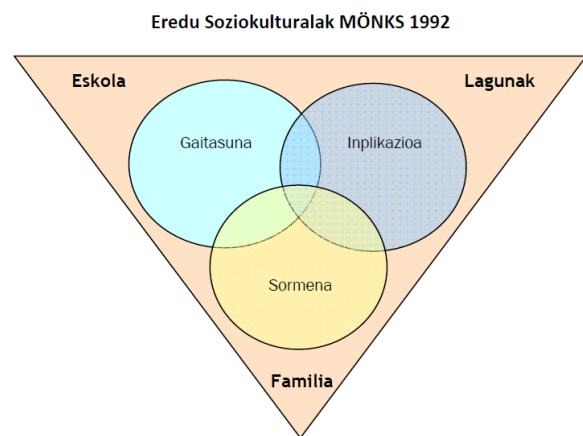 Eredu Soziokulturalak MÖNKS 1992
Eskola
Lagunak
Gaitasuna
Inplikazioa
Sormena
Familia